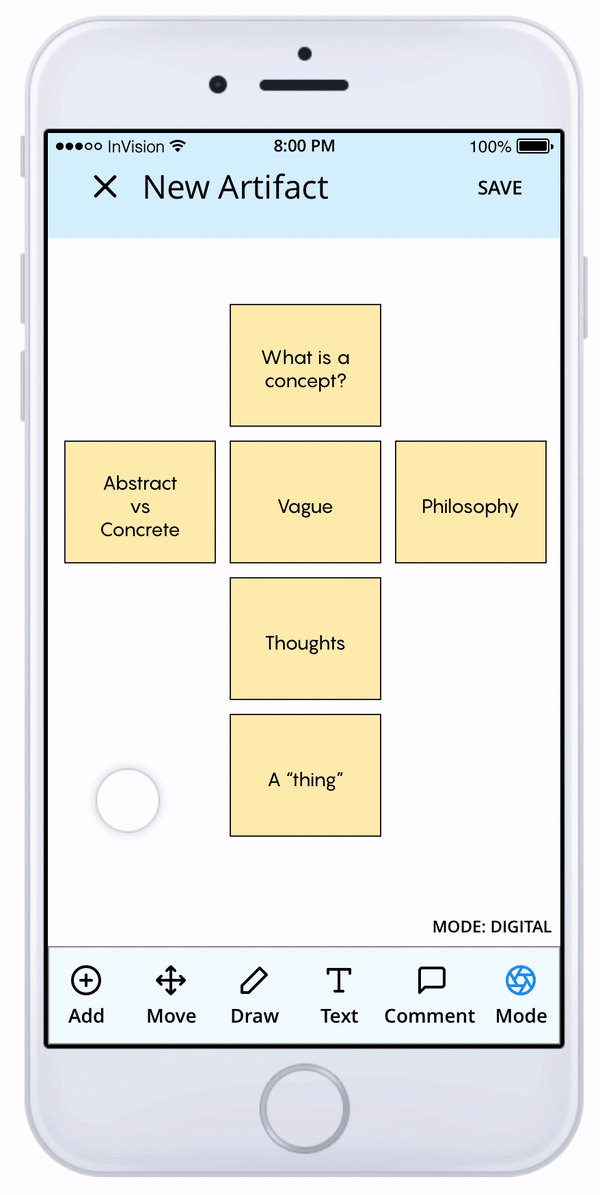 InVision 8:00 PM 100%
New Artifact SAVE
What is a
concept?
Abstract
vs
Concrete
Vague
Philosophy
Thoughts
A “thing”
MODE: DIGITAL
Add Move Draw Text Comment Mode